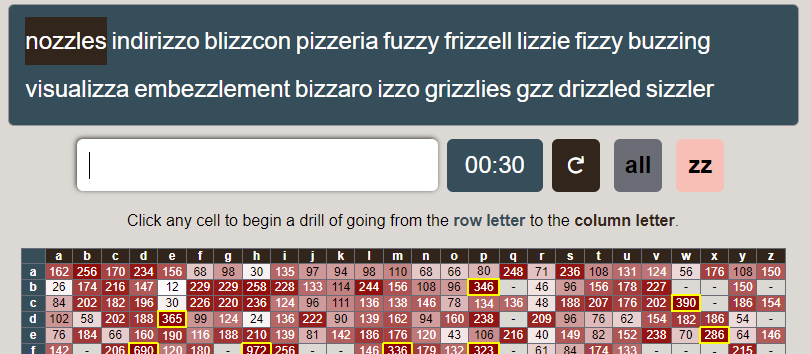 nozzles indirizzo blizzcon pizzeria fuzzy frizzell lizzie fizzy buzzing
visualizza embezzlement bizzaro izzo grizzlies gzz drizzled sizzler
00:30 all zz
Click any cell to begin a drill of going from the row letter to the column letter.
a b c d e f g h i j k l m n o p q r s t u v w x y z
a 162 256 170 234 156 68 98 30 135 97 94 98 110 68 66 80 248 71 236 108 131 124 56 176 108 150
b 26 174 202 147 12 229 229 258 228 133 114 244 156 108 96 346 - 46 96 156 178 227 - - 150 -
c 84 202 182 196 30 226 220 236 124 96 111 136 138 146 78 134 136 48 188 207 176 202 390 - 186 154
d 102 58 202 188 365 99 124 24 136 222 90 139 162 94 160 238 - 209 96 76 62 154 182 186 54 -
e 76 184 66 160 190 116 188 210 139 81 142 186 176 120 43 106 216 40 149 82 152 238 70 286 64 146
f 142 - 206 690 120 180 - 972 256 - - 146 336 179 132 323 - 61 84 174 133 - - - 215 -